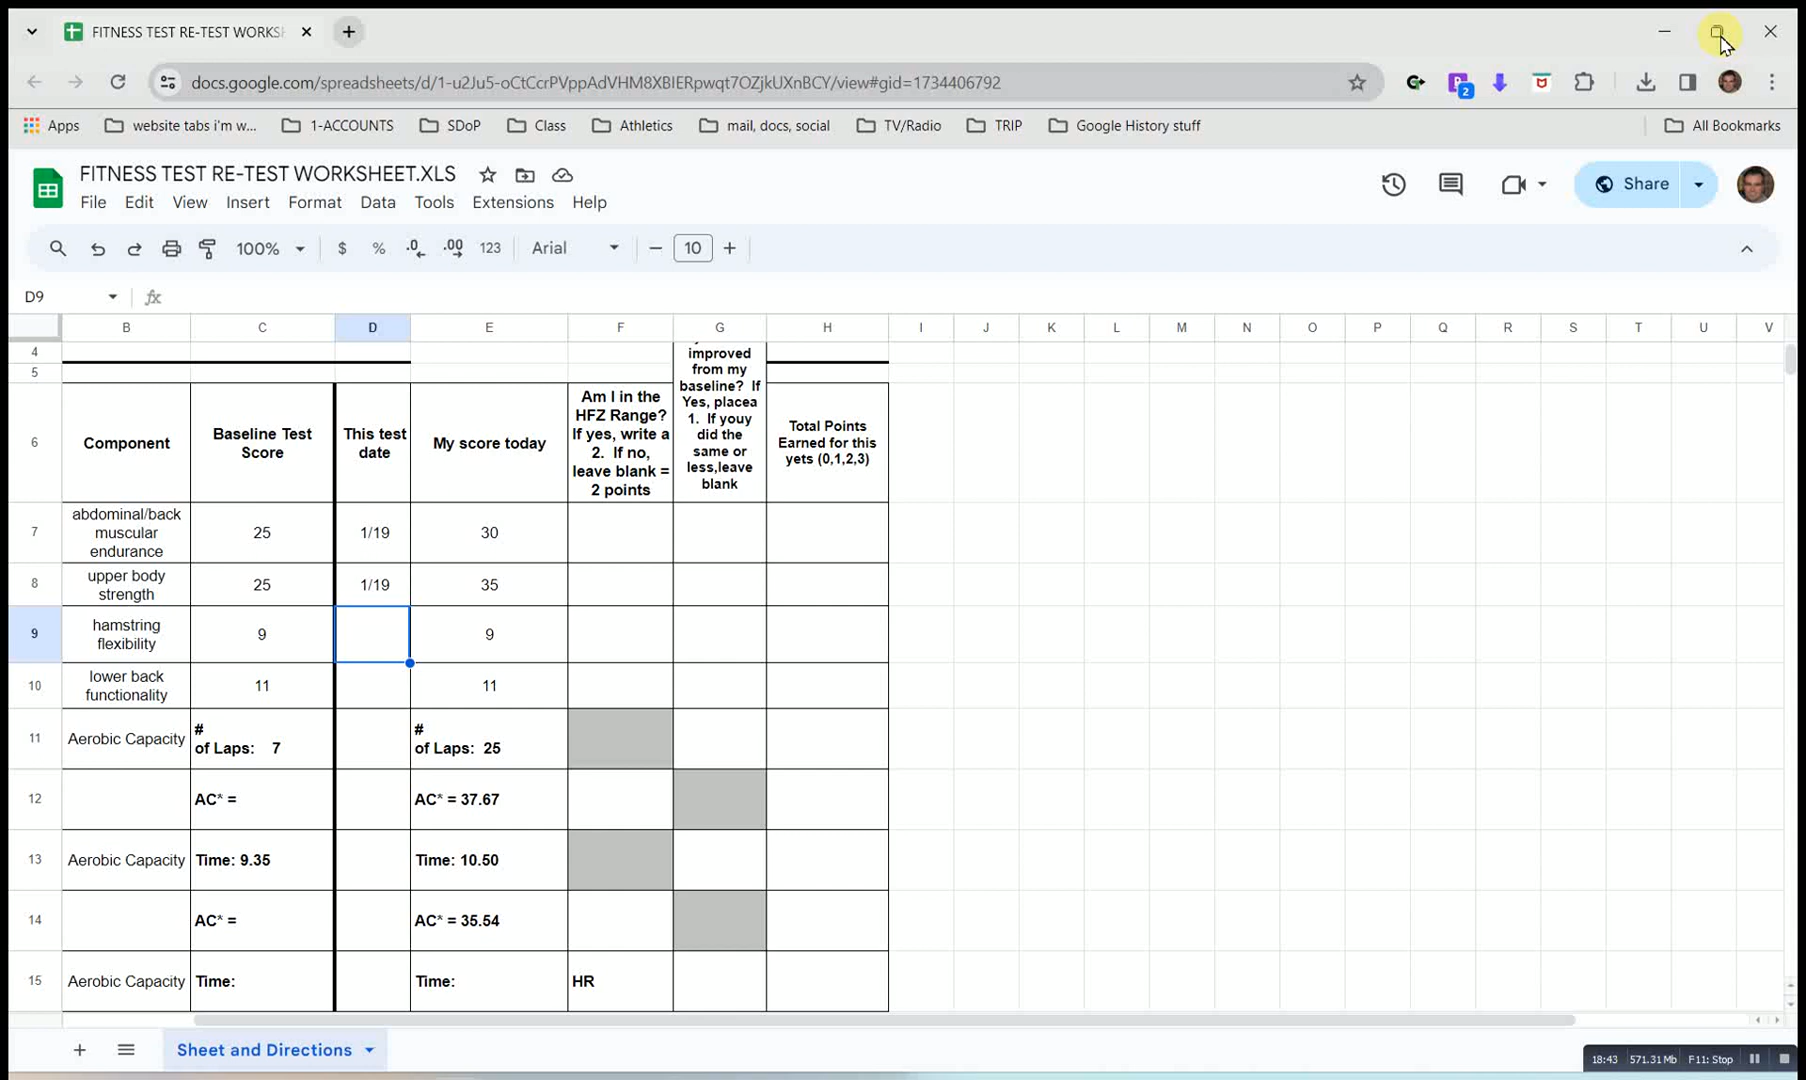 FITNESS TEST RE-TEST WORKS
docs.google.com/spreadsheets/d/1-u2Ju5-oCtCcrPVppAdVHM8XBIERpwqt7OZjkUXnBCY/view#gid=1734406792
2
Apps website tabs i'm w... 1-ACCOUNTS SDoP Class Athletics mail, docs, social TV/Radio TRIP Google History stuff All Bookmarks
FITNESS TEST RE-TEST WORKSHEET.XLS
Share
File Edit View Insert Format Data Tools Extensions Help
100% $ % .0 .00 123 Arial 10
D9 fx
B C D E F G H I J K L M N O P Q R S T U V
4
5
improved
from my
baseline? If
Yes, placea
1. If youy
did the
same or
less,leave
blank
6
Component
Baseline Test
Score
This test
date
My score today
Am I in the
HFZ Range?
If yes, write a
2. If no,
leave blank =
2 points
Total Points
Earned for this
yets (0,1,2,3)
7
abdominal/back
muscular
endurance
25 1/19 30
8
upper body
strength
25 1/19 35
9
hamstring
flexibility
9 9
10
lower back
functionality
11 11
11
Aerobic Capacity
#
of Laps: 7
#
of Laps: 25
12 AC* = AC* = 37.67
13 Aerobic Capacity Time: 9.35 Time: 10.50
14 AC* = AC* = 35.54
15 Aerobic Capacity Time: Time: HR
Sheet and Directions
18:43 571.31 Mb F11: Stop